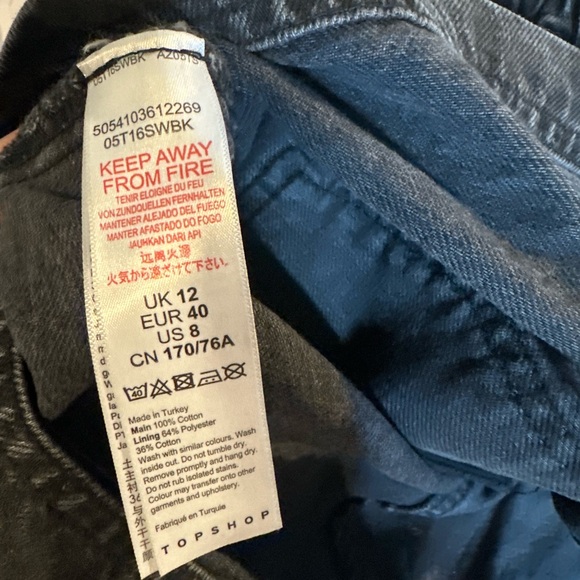 05T16SWBK AZ05TS
5054103612269
05T16SWBK
KEEP AWAY
FROM FIRE
TENIR ELOIGNE DU FEU
VON ZUNDQUELLEN FERNHALTEN
MANTENER ALEJADO DEL FUEGO
MANTER AFASTADO DO FOGO
JAUHKAN DARI API
远离火源
火気から遠ざけて下さい。
UK 12
EUR 40
US 8
CN 170/76A
40
Made in Turkey
Main 100% Cotton
Lining 64% Polyester
36% Cotton
Wash with similar colours. Wash
inside out. Do not tumble dry.
Remove promptly and hang dry.
Do not rub isolated stains.
Colour may transfer onto other
garments and upholstery.
Fabriqué en Turquie
TOPSHOP